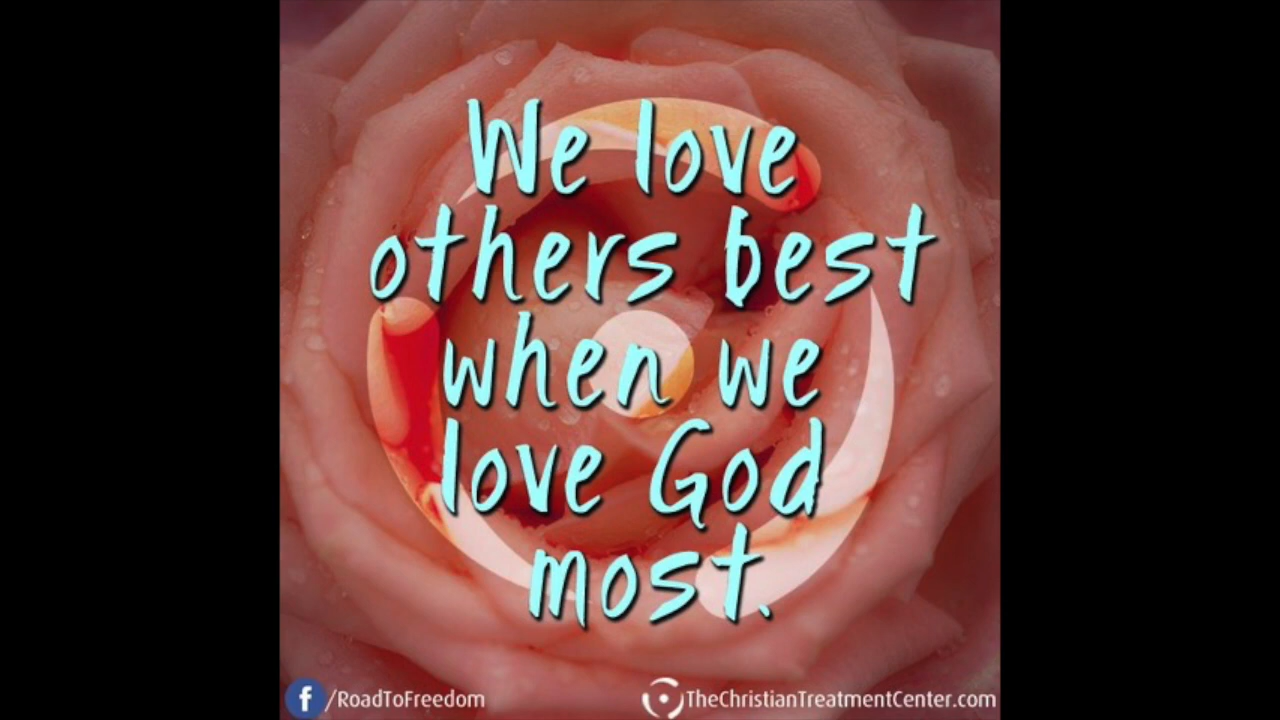 We love
others best
when we
love God
most.
f/RoadToFreedom
TheChristianTreatmentCenter.com